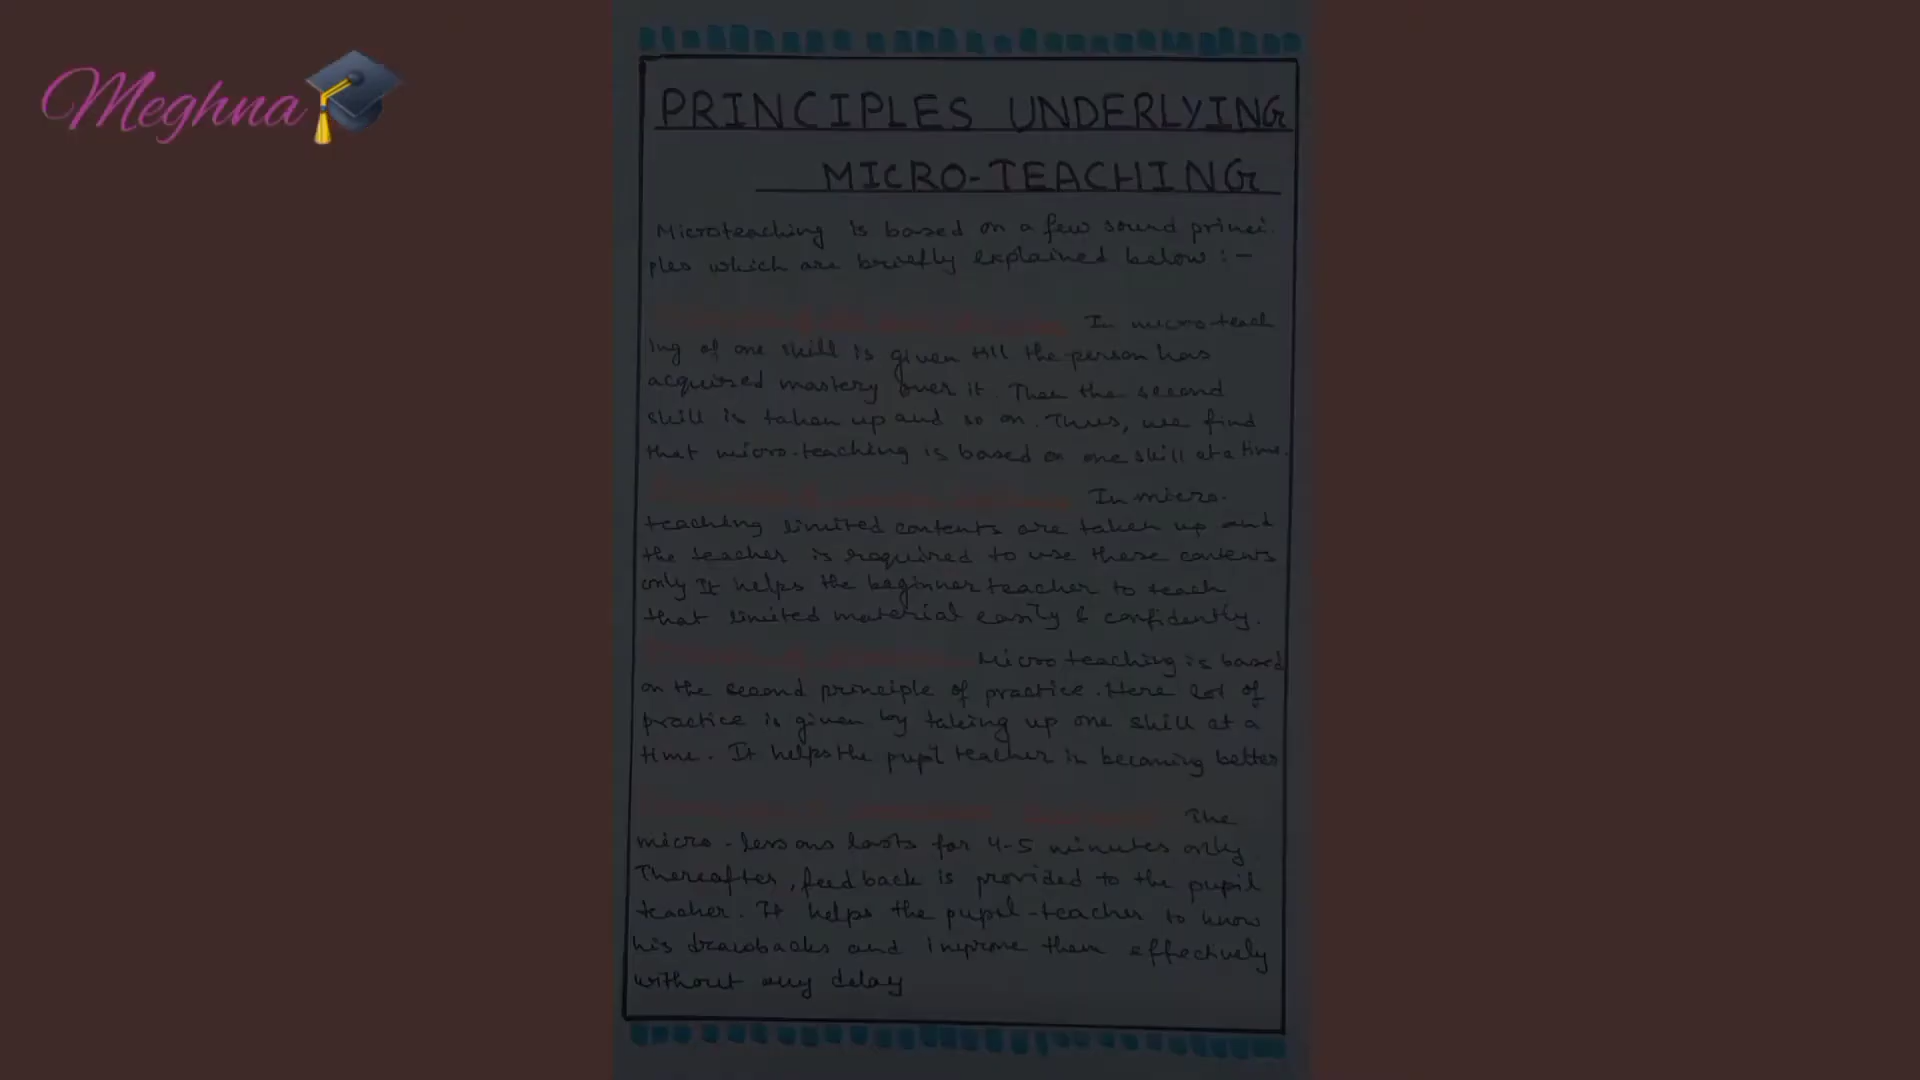 Meghna
PRINCIPLES UNDERLYING
MICRO-TEACHING
Microteaching is based on a few sound princi-
ples which are briefly explained below :-
In micro-teach
ing of one skill is given till the person has
acquired mastery over it. Then the second
skill is taken up and so on. Thus, we find
that micro-teaching is based on one skill at a time.
In micro-
teaching limited contents are taken up and
the teacher is required to use these contents
only It helps the beginner teacher to teach
that limited material easily & confidently.
Micro teaching is based
on the second principle of practice. Here lot of
practice is given by taking up one skill at a
time. It helps the pupil teacher in becoming better
The
micro-lessons lasts for 4-5 minutes only
Thereafter, feedback is provided to the pupil
teacher. It helps the pupil-teacher to know
his drawbacks and improve them effectively
without any delay